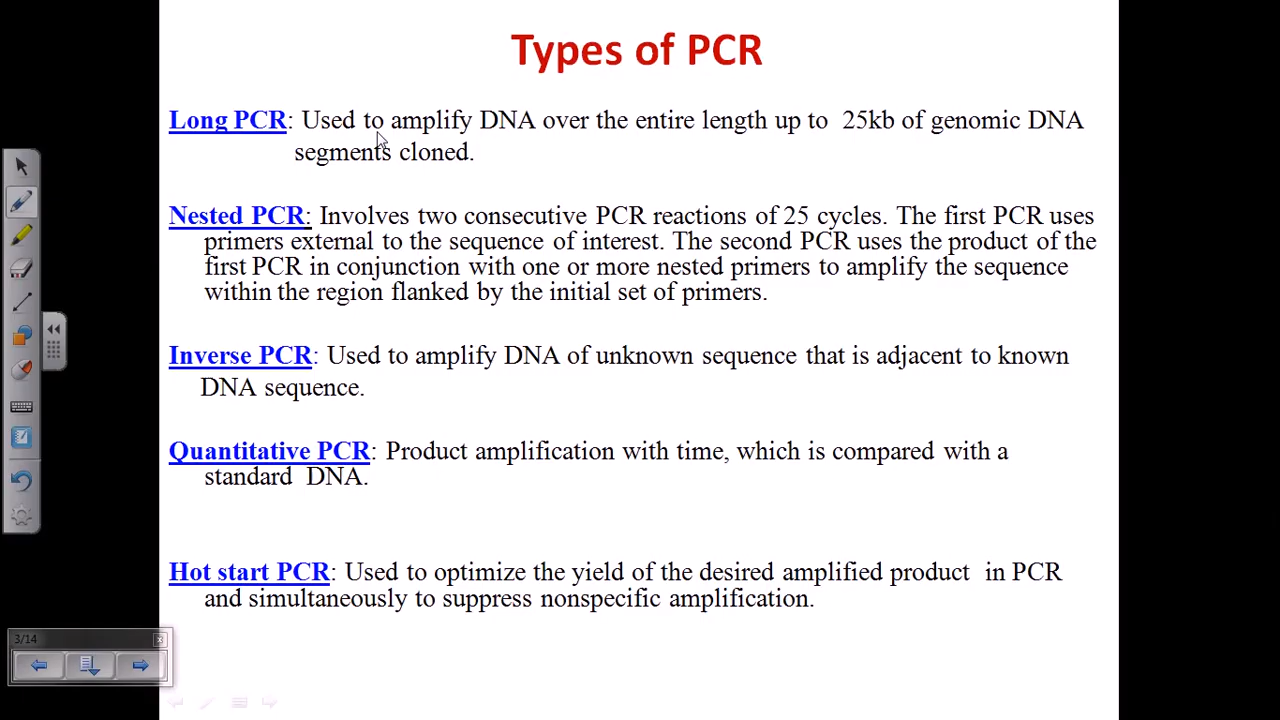 Types of PCR
Long PCR: Used to amplify DNA over the entire length up to 25kb of genomic DNA
segments cloned.
Nested PCR: Involves two consecutive PCR reactions of 25 cycles. The first PCR uses
primers external to the sequence of interest. The second PCR uses the product of the
first PCR in conjunction with one or more nested primers to amplify the sequence
within the region flanked by the initial set of primers.
Inverse PCR: Used to amplify DNA of unknown sequence that is adjacent to known
DNA sequence.
Quantitative PCR: Product amplification with time, which is compared with a
standard DNA.
Hot start PCR: Used to optimize the yield of the desired amplified product in PCR
and simultaneously to suppress nonspecific amplification.
3/14